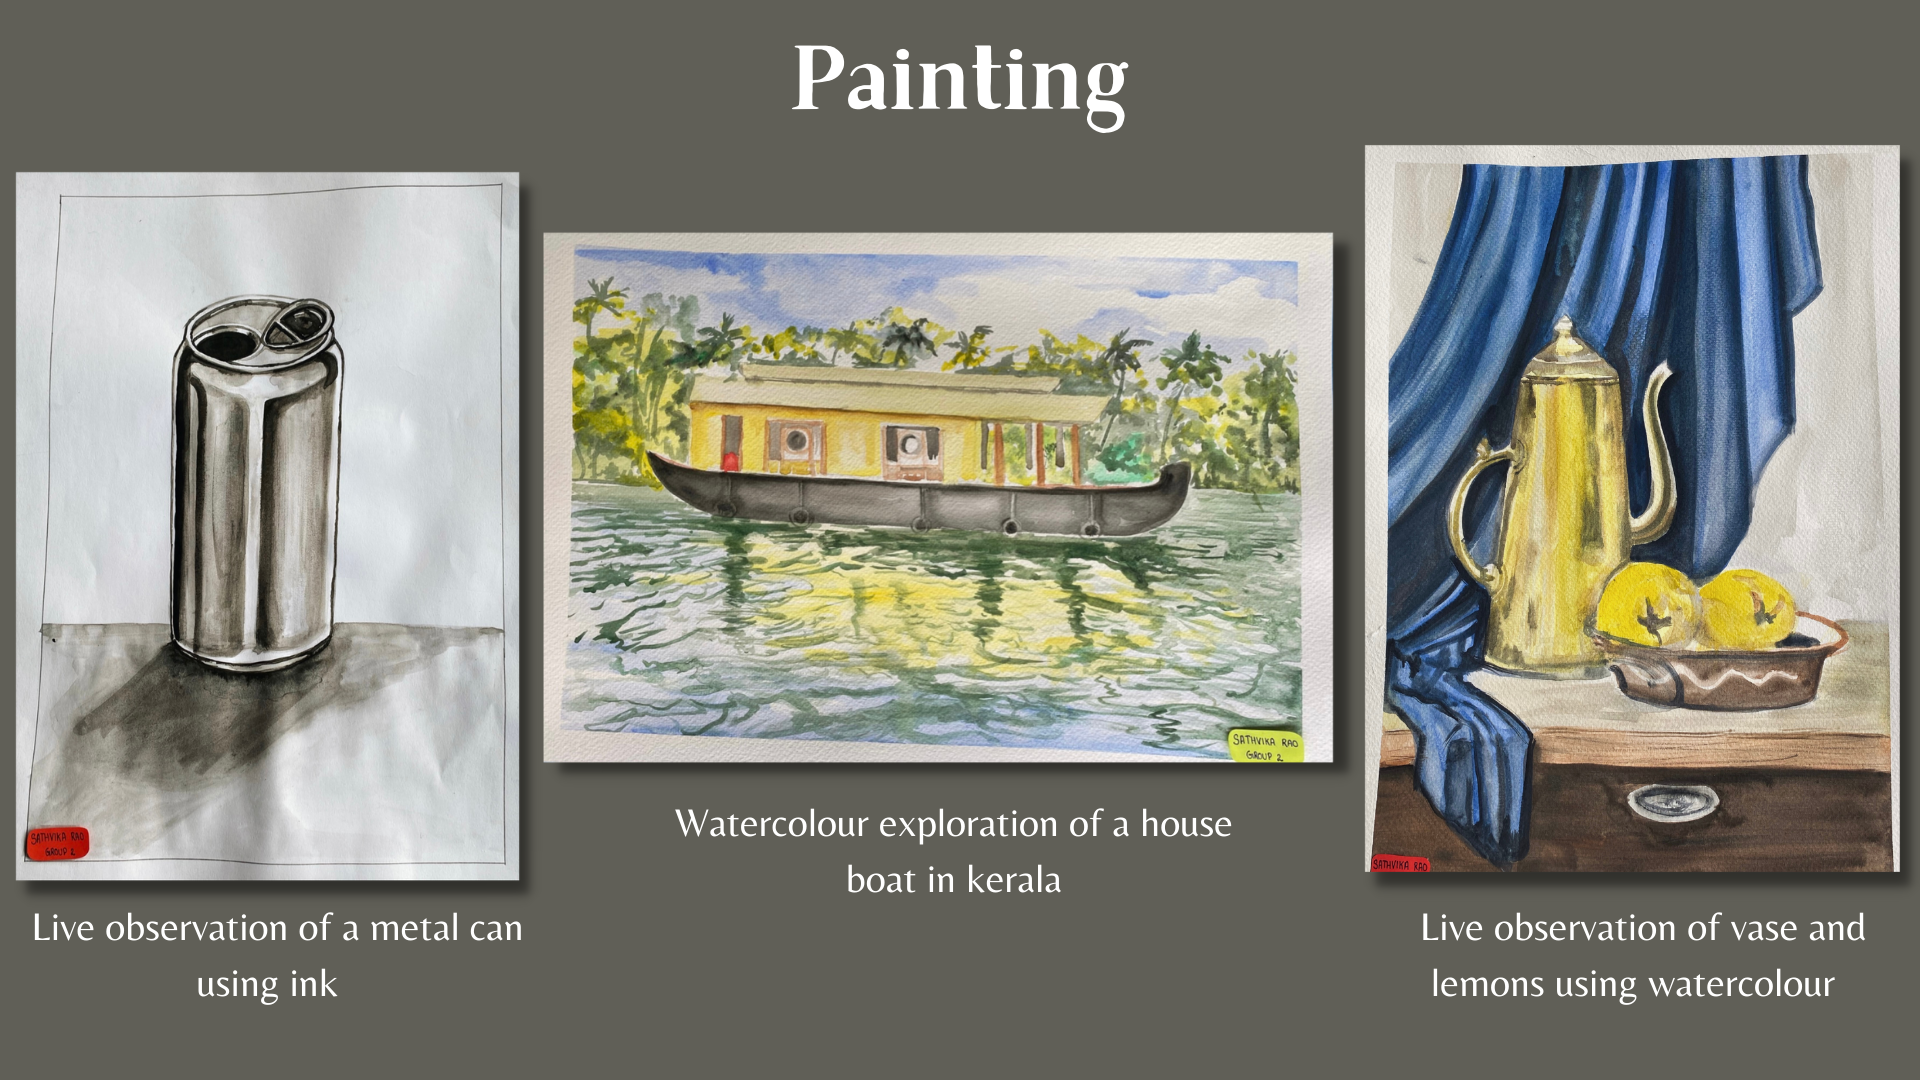 Painting
SATHVIKA RAO
GROUP 2
Live observation of a metal can
using ink
SATHVIKA RAO
GROUP 2
Watercolour exploration of a house
boat in kerala
SATHVIKA RAO
Live observation of vase and
lemons using watercolour